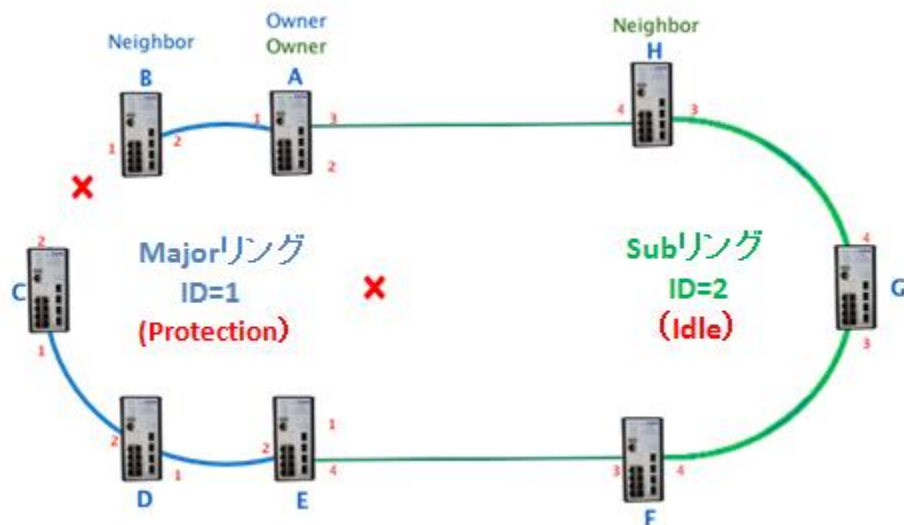 Owner
Neighbor
Owner
Neighbor
B
A
H
1
2
1
3
2
4
3
2
C
1
Majorリング
ID=1
(Protection)
Subリング
ID=2
(Idle)
4
G
3
2
1
D
2
1
4
E
3
4
F